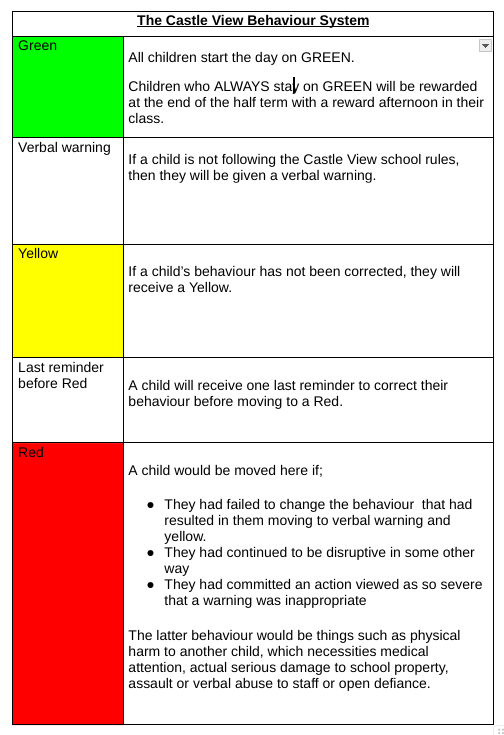 The Castle View Behaviour System
Green
All children start the day on GREEN.
Children who ALWAYS stay on GREEN will be rewarded
at the end of the half term with a reward afternoon in their
class.
Verbal warning
If a child is not following the Castle View school rules,
then they will be given a verbal warning.
Yellow
If a child’s behaviour has not been corrected, they will
receive a Yellow.
Last reminder
before Red
A child will receive one last reminder to correct their
behaviour before moving to a Red.
Red
A child would be moved here if;
● They had failed to change the behaviour  that had
resulted in them moving to verbal warning and
yellow.
● They had continued to be disruptive in some other
way
● They had committed an action viewed as so severe
that a warning was inappropriate
The latter behaviour would be things such as physical
harm to another child, which necessities medical
attention, actual serious damage to school property,
assault or verbal abuse to staff or open defiance.